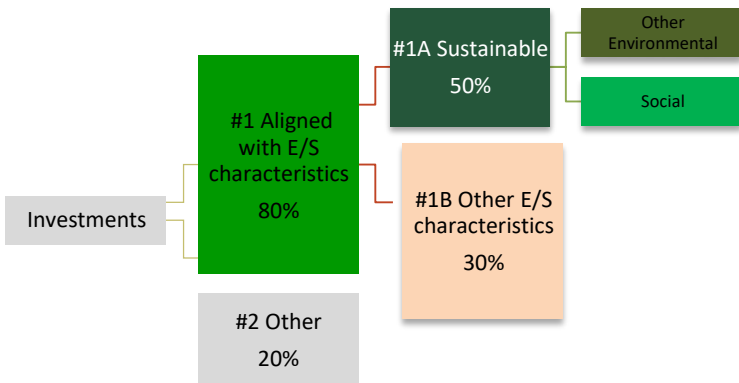 Investments
#1 Aligned
with E/S
characteristics
80%
#2 Other
20%
#1A Sustainable
50%
#1B Other E/S
characteristics
30%
Other
Environmental
Social